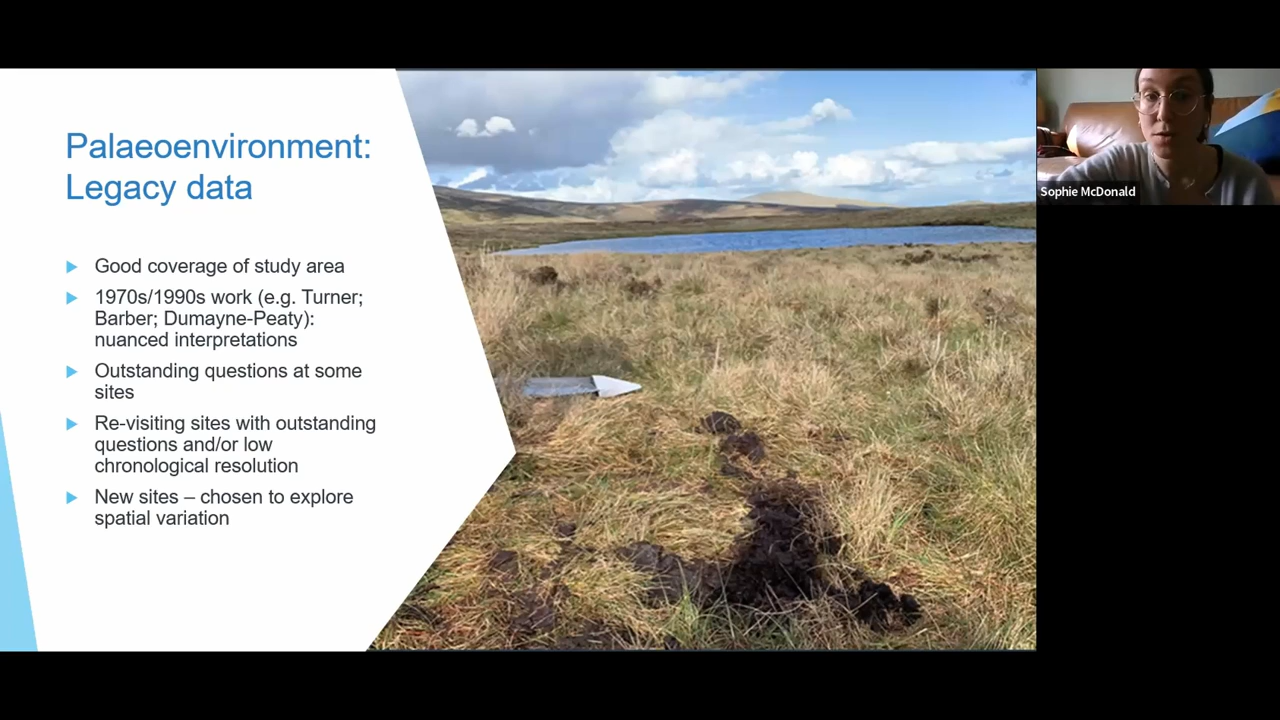 Palaeoenvironment:
Legacy data
Good coverage of study area
1970s/1990s work (e.g. Turner;
Barber; Dumayne-Peaty):
nuanced interpretations
Outstanding questions at some
sites
Re-visiting sites with outstanding
questions and/or low
chronological resolution
New sites – chosen to explore
spatial variation
Sophie McDonald